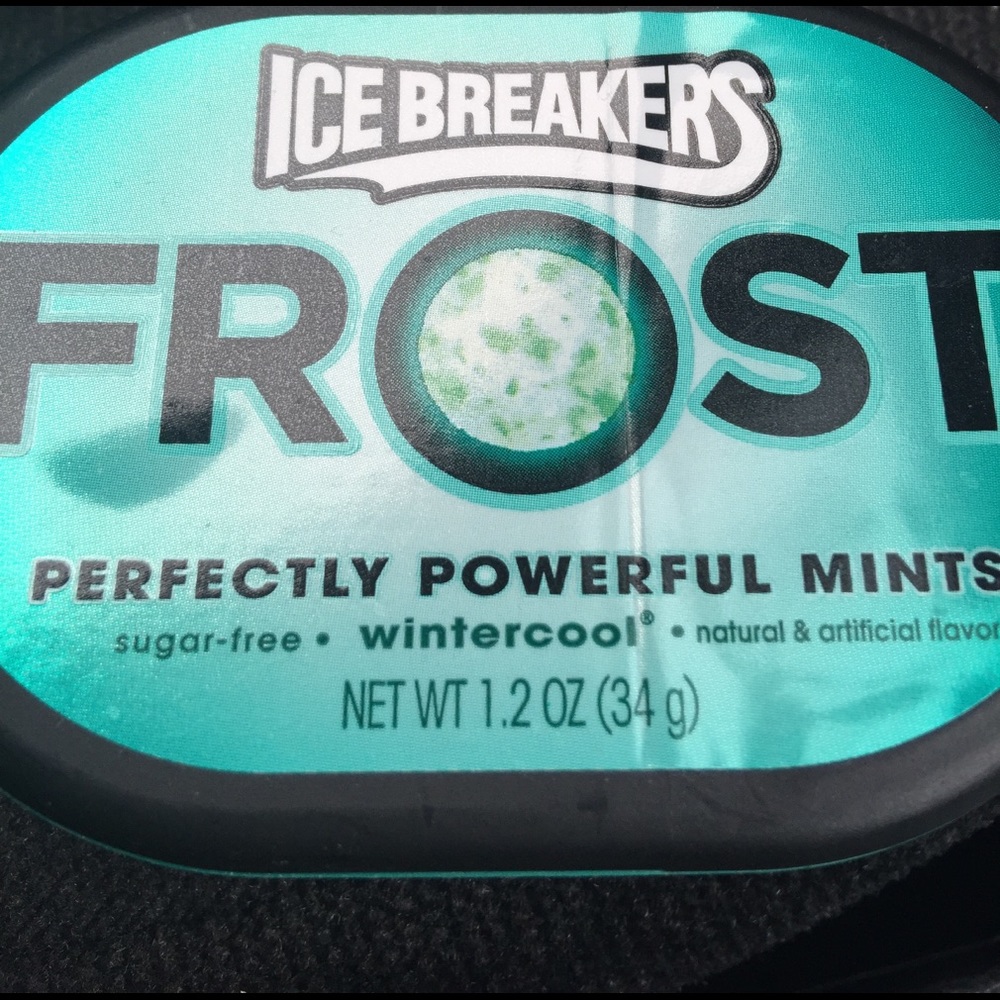 ICE BREAKERS
FROST
PERFECTLY POWERFUL MINTS
sugar-free • wintercool® • natural & artificial flavor
NET WT 1.2 OZ (34 g)